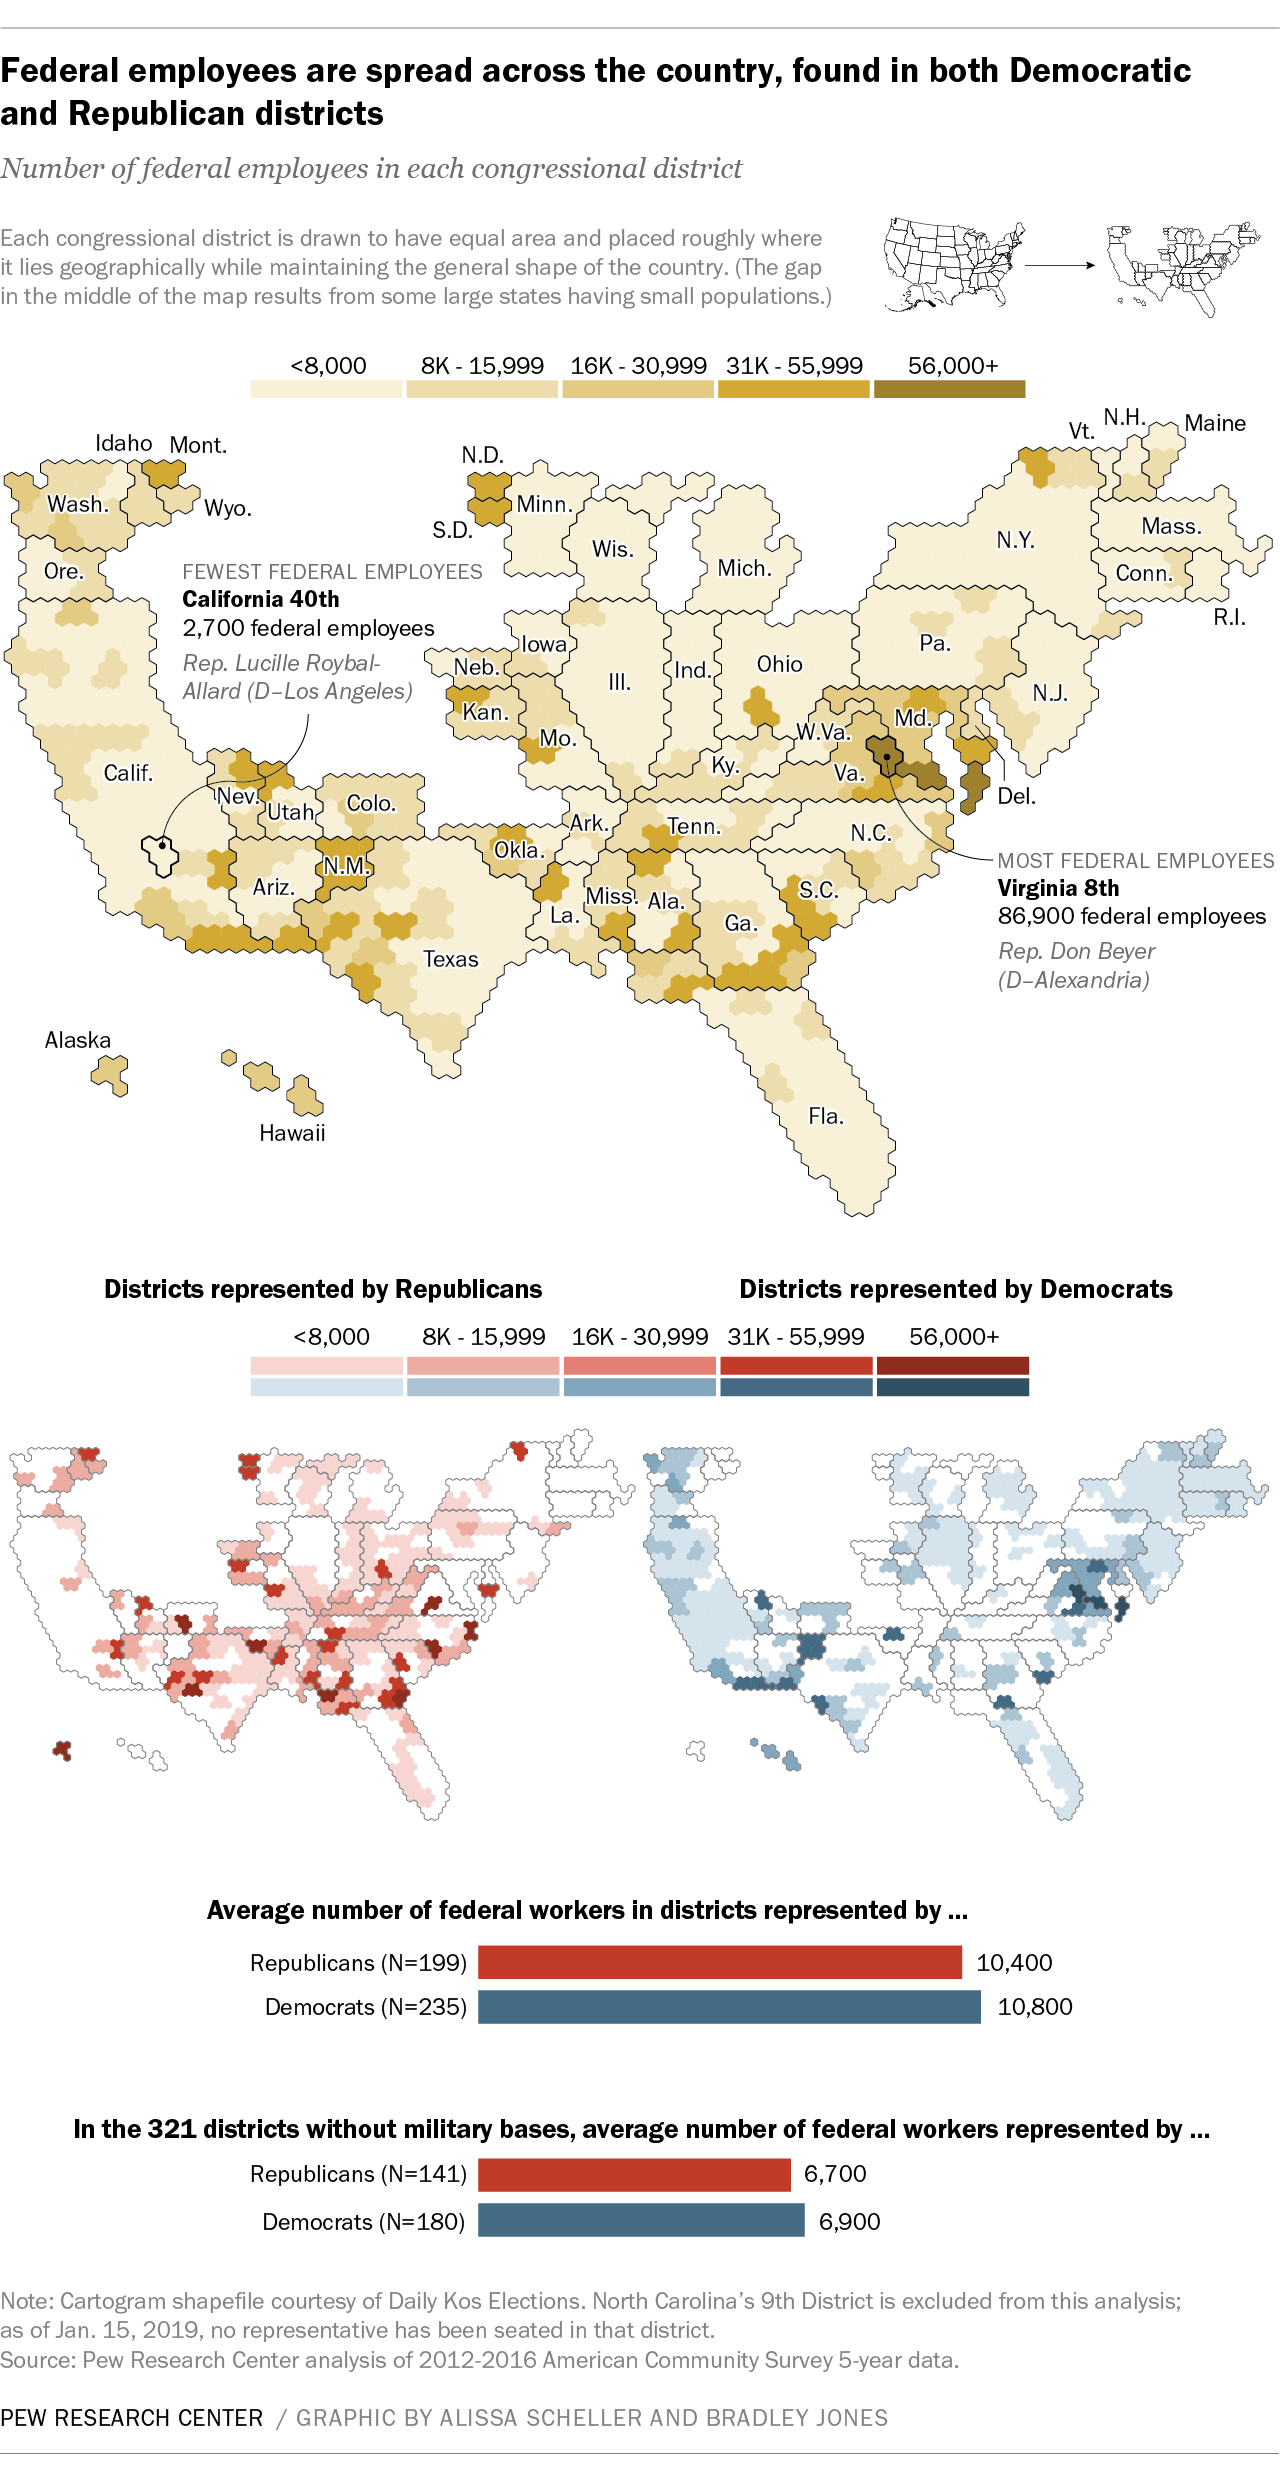 Federal employees are spread across the country, found in both Democratic
and Republican districts
Number of federal employees in each congressional district
Each congressional district is drawn to have equal area and placed roughly where
it lies geographically while maintaining the general shape of the country. (The gap
in the middle of the map results from some large states having small populations.)
<8,000 8K - 15,999 16K - 30,999 31K - 55,999 56,000+
Idaho Mont.
Wash.
Wyo.
Ore.
N.D.
S.D.
Minn.
Wis.
Mich.
Vt.
N.H.
Maine
N.Y.
Mass.
Conn.
R.I.
FEWEST FEDERAL EMPLOYEES
California 40th
2,700 federal employees
Rep. Lucille Roybal-
Allard (D–Los Angeles)
Iowa
Neb.
Kan.
Mo.
Ill.
Ind.
Ohio
Pa.
N.J.
W.Va.
Md.
Va.
Ky.
Del.
Calif.
Nev.
Utah
Colo.
Ark.
Tenn.
N.C.
Okla.
N.M.
Ariz.
Miss.
Ala.
La.
Ga.
S.C.
Texas
MOST FEDERAL EMPLOYEES
Virginia 8th
86,900 federal employees
Rep. Don Beyer
(D–Alexandria)
Alaska
Hawaii
Fla.
Districts represented by Republicans
Districts represented by Democrats
<8,000 8K - 15,999 16K - 30,999 31K - 55,999 56,000+
Average number of federal workers in districts represented by ...
Republicans (N=199) 10,400
Democrats (N=235) 10,800
In the 321 districts without military bases, average number of federal workers represented by ...
Republicans (N=141) 6,700
Democrats (N=180) 6,900
Note: Cartogram shapefile courtesy of Daily Kos Elections. North Carolina’s 9th District is excluded from this analysis;
as of Jan. 15, 2019, no representative has been seated in that district.
Source: Pew Research Center analysis of 2012-2016 American Community Survey 5-year data.
PEW RESEARCH CENTER / GRAPHIC BY ALISSA SCHELLER AND BRADLEY JONES